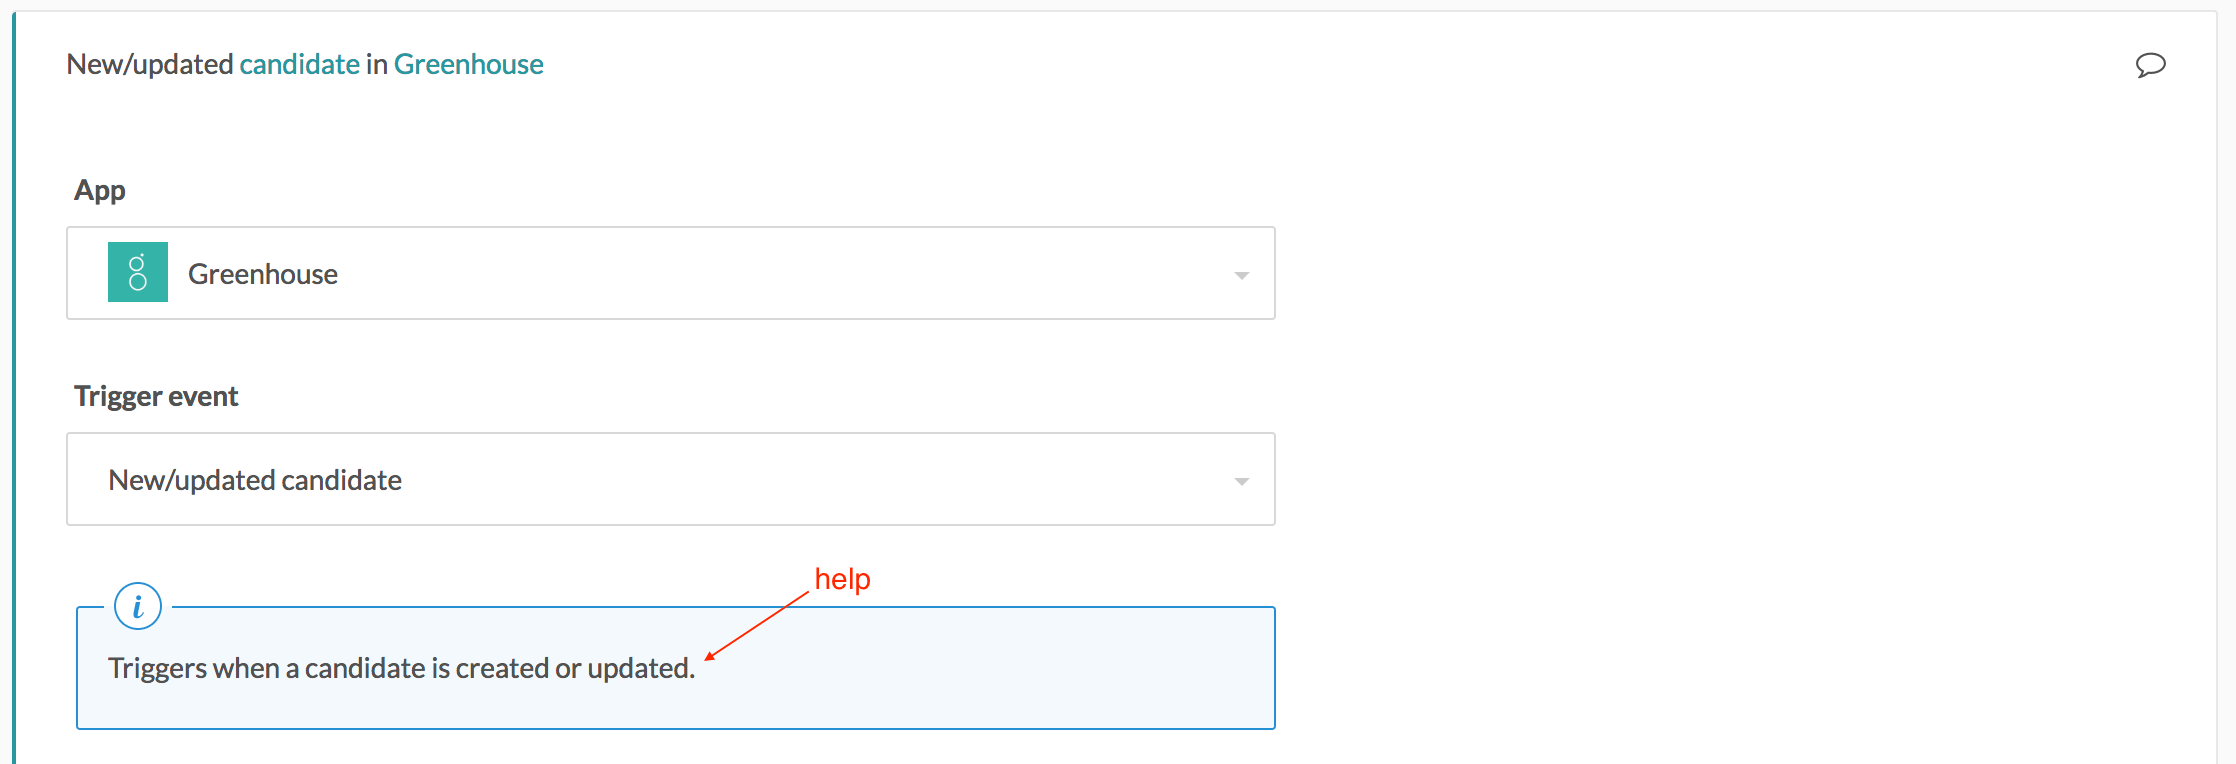 New/updated candidate in Greenhouse
App
Greenhouse
Trigger event
New/updated candidate
help
i
Triggers when a candidate is created or updated.